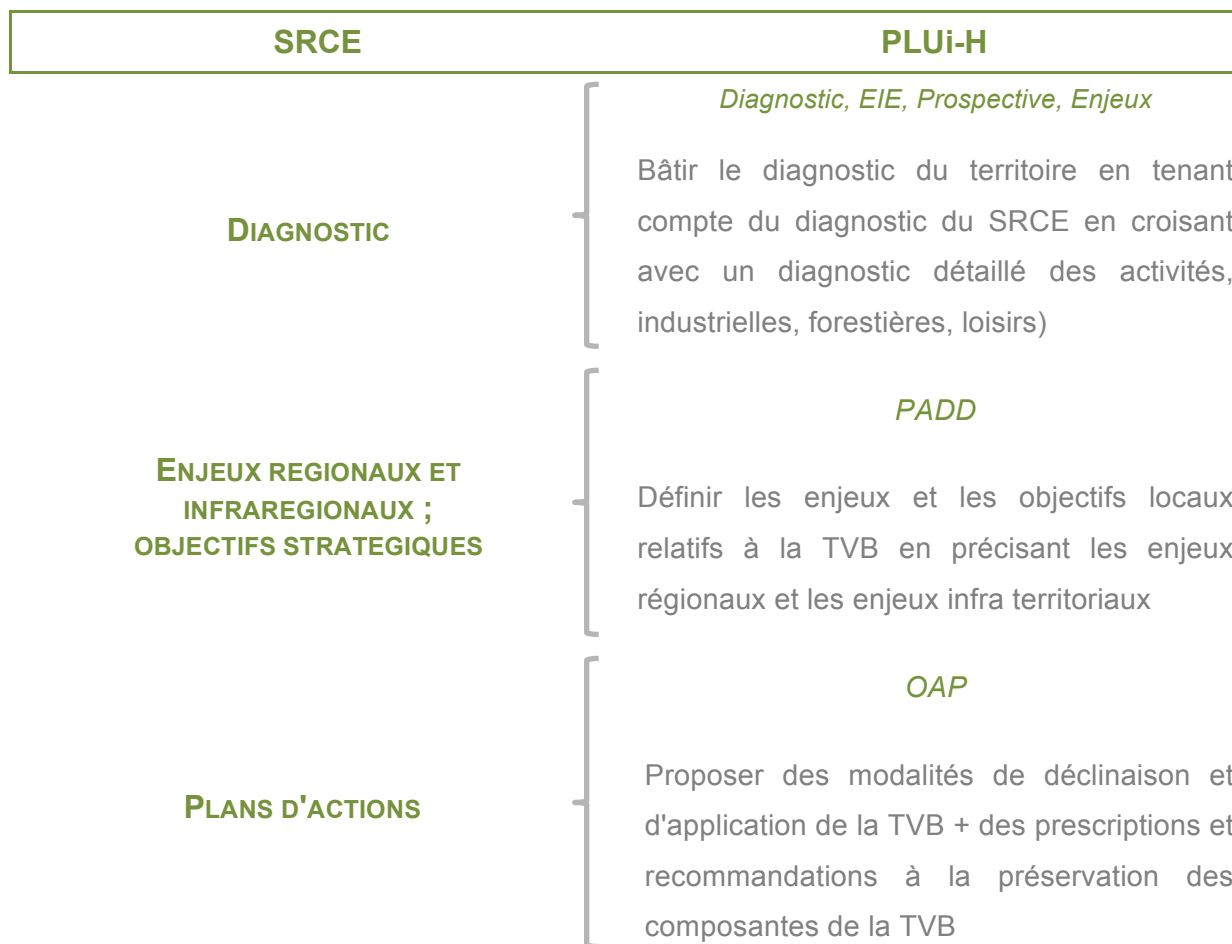 SRCE PLUi-H
Diagnostic, EIE, Prospective, Enjeux
DIAGNOSTIC
Bâtir le diagnostic du territoire en tenant
compte du diagnostic du SRCE en croisant
avec un diagnostic détaillé des activités,
industrielles, forestières, loisirs)
ENJEUX REGIONAUX ET
INFRAREGIONAUX ;
OBJECTIFS STRATEGIQUES
PADD
Définir les enjeux et les objectifs locaux
relatifs à la TVB en précisant les enjeux
régionaux et les enjeux infra territoriaux
PLANS D'ACTIONS
OAP
Proposer des modalités de déclinaison et
d'application de la TVB + des prescriptions et
recommandations à la préservation des
composantes de la TVB